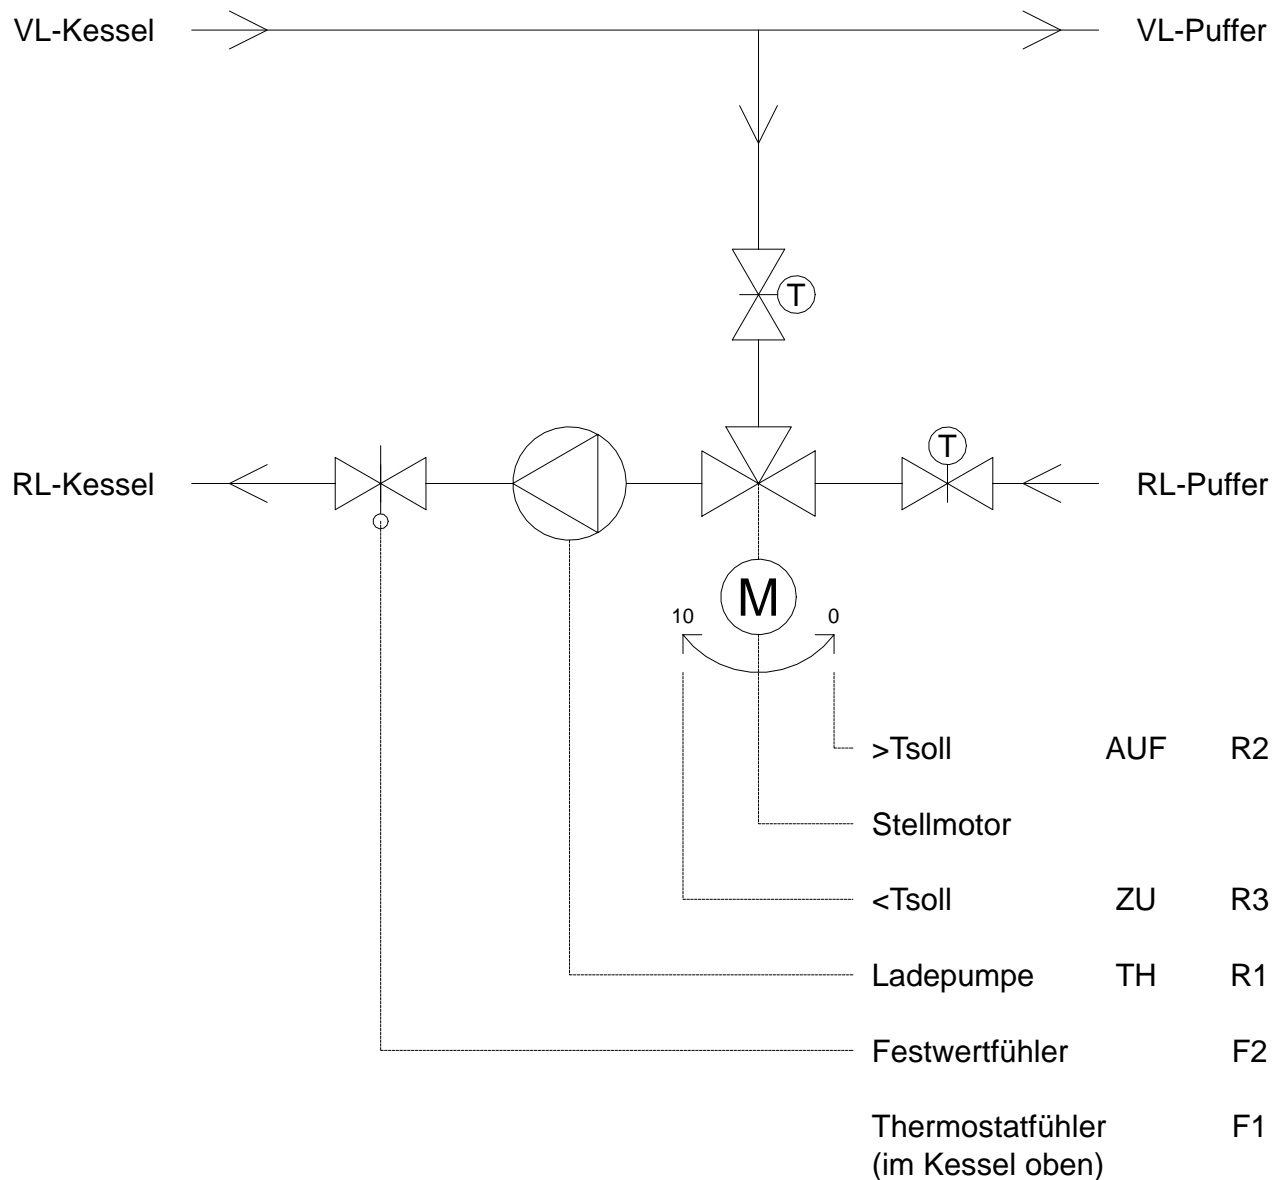 VL-Kessel VL-Puffer
T
T
RL-Kessel RL-Puffer
M
10 0
>Tsoll AUF R2
Stellmotor
<Tsoll ZU R3
Ladepumpe TH R1
Festwertfühler F2
Thermostatfühler F1
(im Kessel oben)